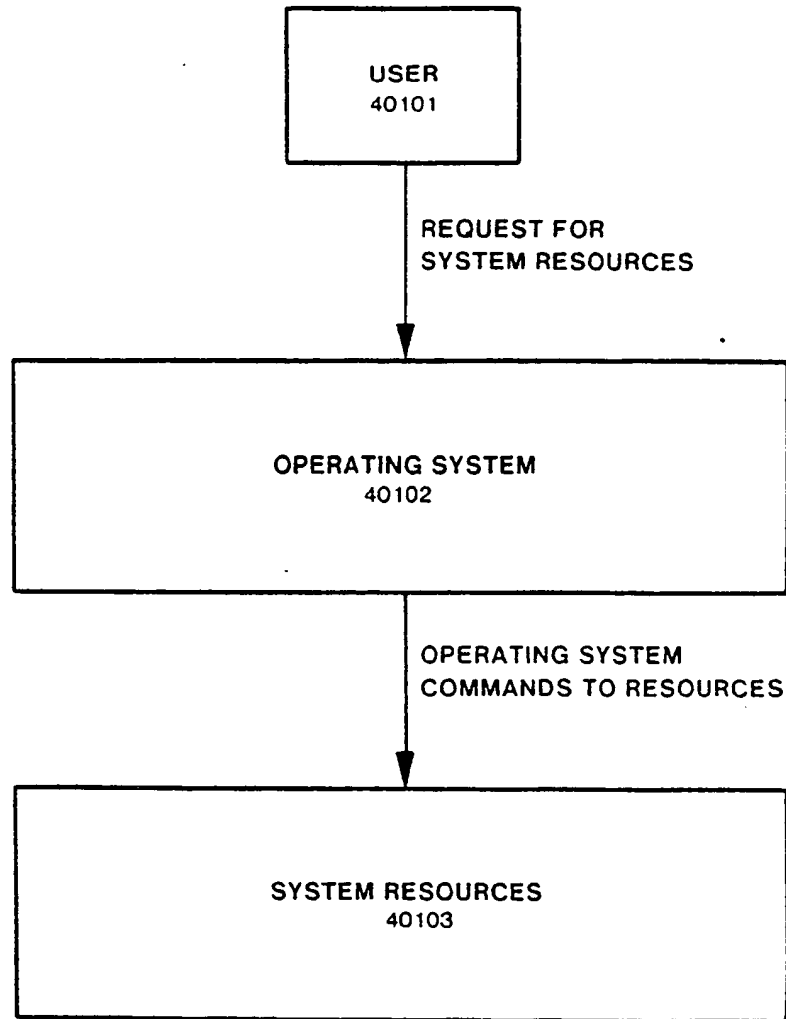 USER
40101
REQUEST FOR
SYSTEM RESOURCES
OPERATING SYSTEM
40102
OPERATING SYSTEM
COMMANDS TO RESOURCES
SYSTEM RESOURCES
40103